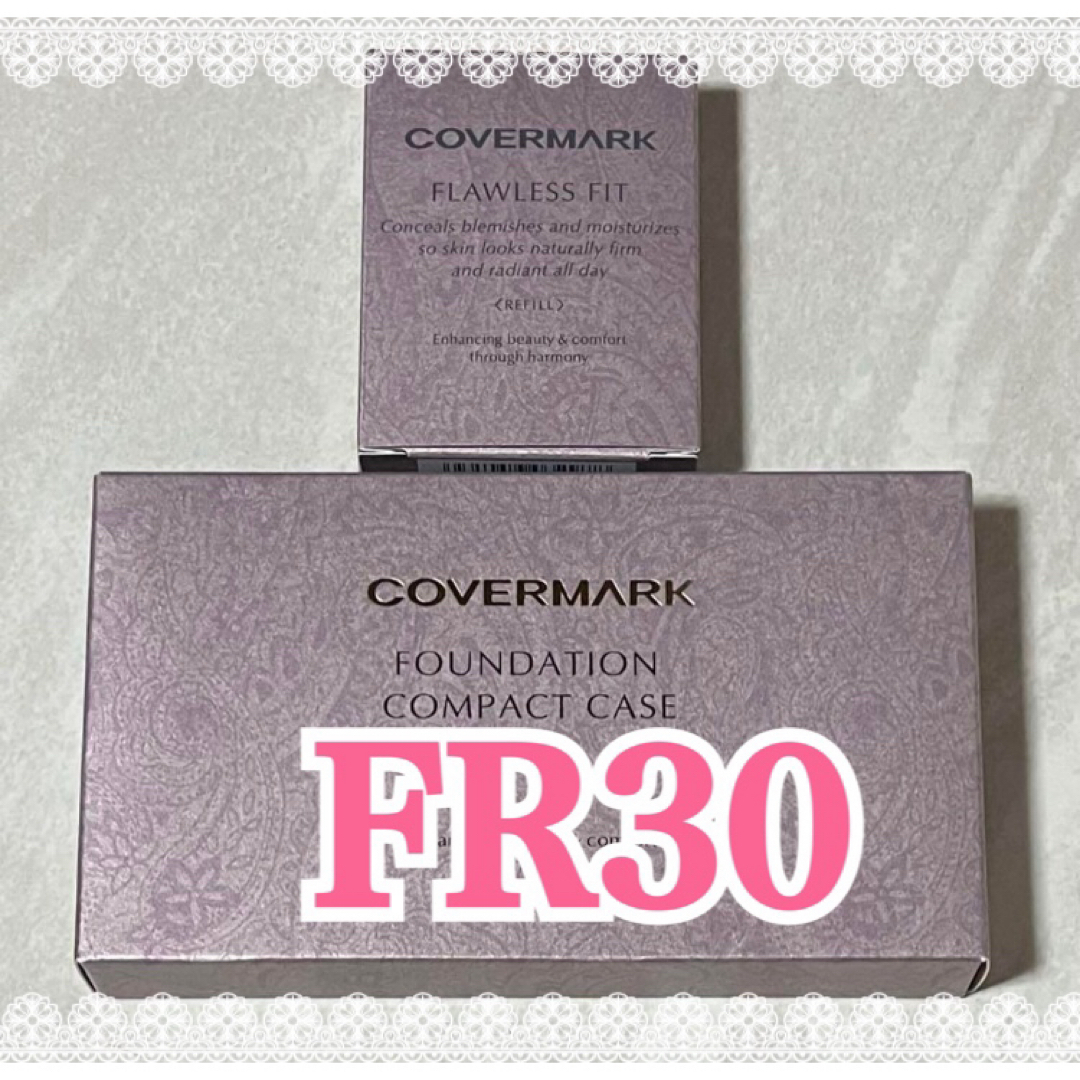 COVERMARK
FLAWLESS FIT
Conceals blemishes and moisturizes
so skin looks naturally firm
and radiant all day
<REFILL>
Enhancing beauty & comfort
through harmony
COVERMARK
FOUNDATION
COMPACT CASE
FR30